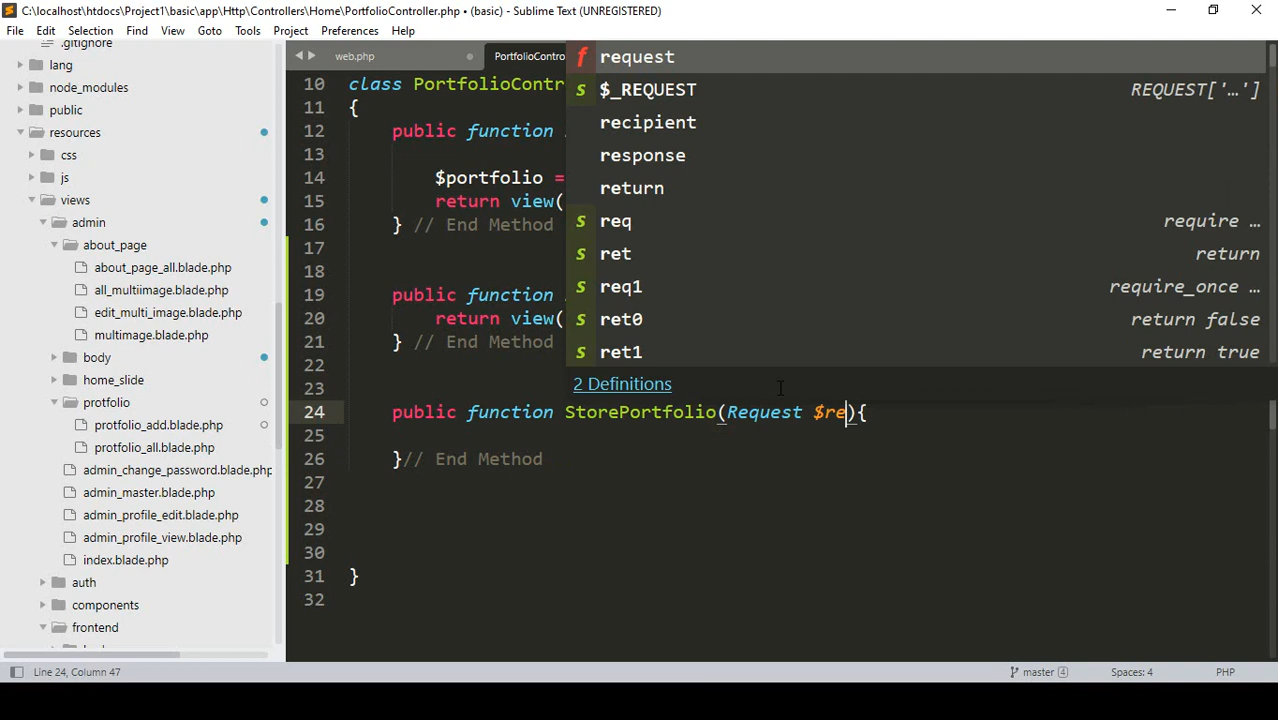 C:\localhost\htdocs\Project1\basic\app\Http\Controllers\Home\PortfolioController.php • (basic) - Sublime Text (UNREGISTERED)
File Edit Selection Find View Goto Tools Project Preferences Help
.gitignore
lang
node_modules
public
resources
css
js
views
admin
about_page
about_page_all.blade.php
all_multiimage.blade.php
edit_multi_image.blade.php
multimage.blade.php
body
home_slide
protfolio
protfolio_add.blade.php
protfolio_all.blade.php
admin_change_password.blade.php
admin_master.blade.php
admin_profile_edit.blade.php
admin_profile_view.blade.php
index.blade.php
auth
components
frontend
web.php PortfolioContro
10 class PortfolioContr
11 {
12 public function
13
14 $portfolio =
15 return view(
16 } // End Method
17
18
19 public function
20 return view(
21 } // End Method
22
23
24 public function StorePortfolio(Request $re){
25
26 }// End Method
27
28
29
30
31 }
32
f request
s $_REQUEST REQUEST['…']
recipient
response
return
s req require …
s ret return
s req1 require_once …
s ret0 return false
s ret1 return true
2 Definitions
Line 24, Column 47 master 4 Spaces: 4 PHP